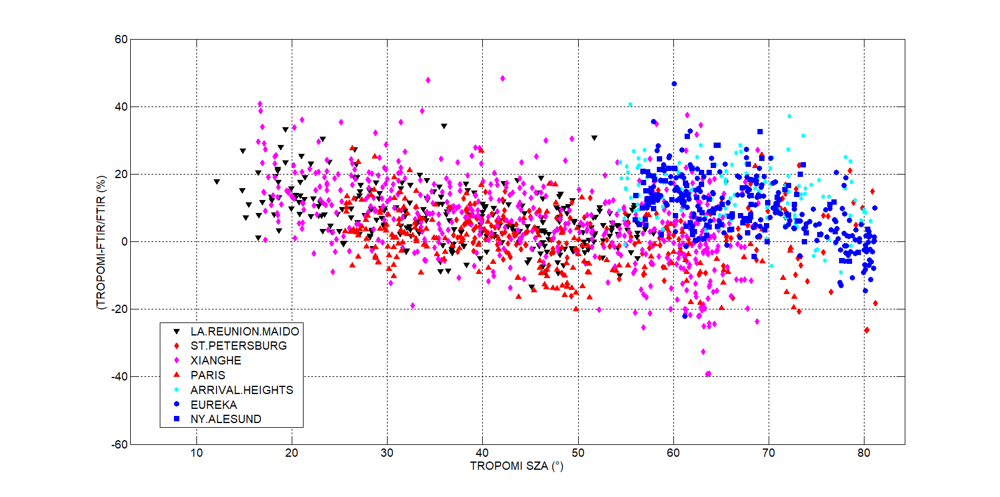 60
40
20
0
-20
-40
-60
(TROPOMI-FTIR/FTIR (%)
LA.REUNION.MAIDO
ST.PETERSBURG
XIANGHE
PARIS
ARRIVAL.HEIGHTS
EUREKA
NY.ALESUND
10 20 30 40 50 60 70 80
TROPOMI SZA (°)